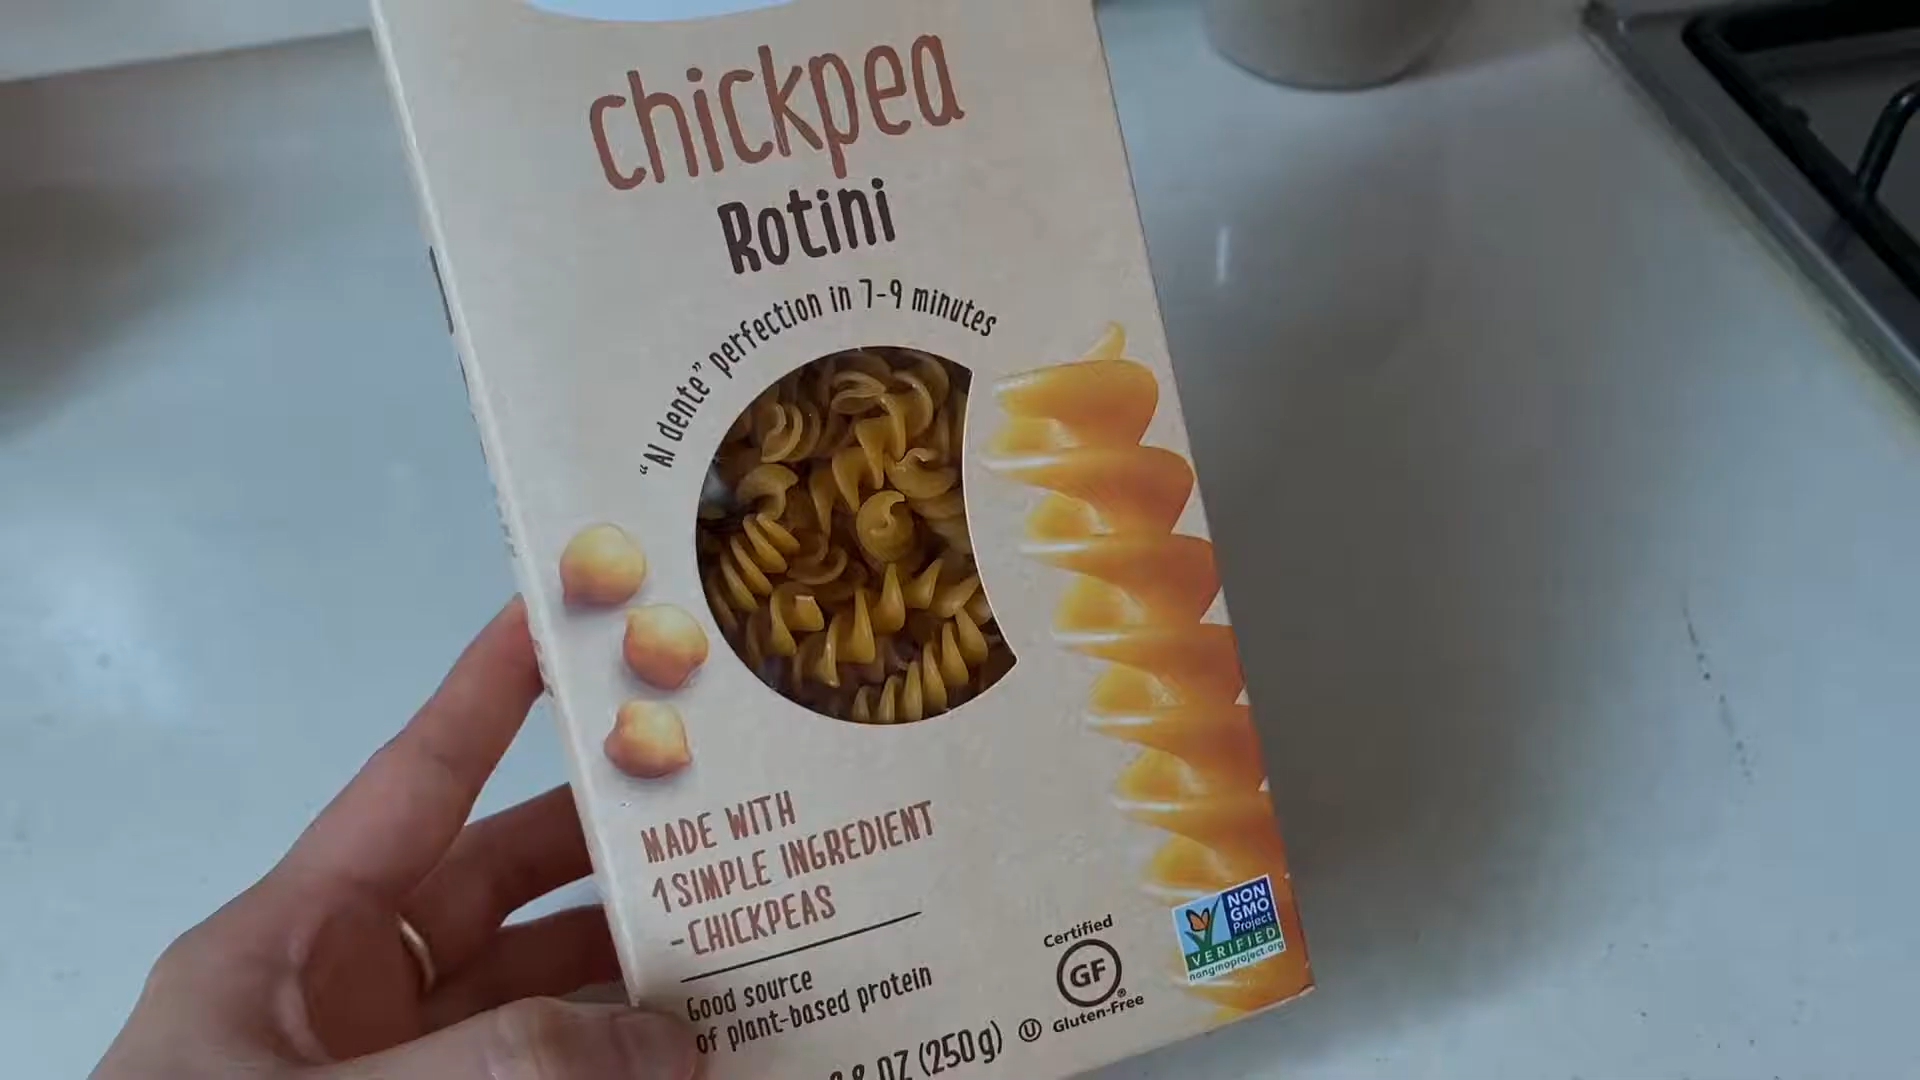 chickpea
Rotini
"Al dente" perfection in 7-9 minutes
MADE WITH
1 SIMPLE INGREDIENT
-CHICKPEAS
Good source
of plant-based protein
8 OZ (250g)
U
Certified
GF
®
Gluten-Free
NON
GMO
Project
VERIFIED
nongmoproject.org